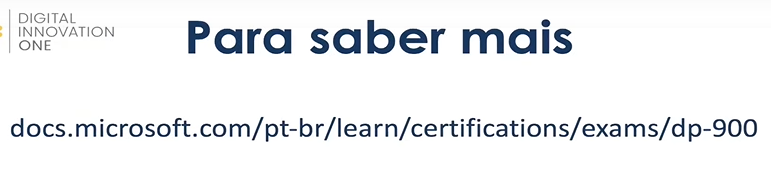 DIGITAL
INNOVATION
ONE
Para saber mais
docs.microsoft.com/pt-br/learn/certifications/exams/dp-900